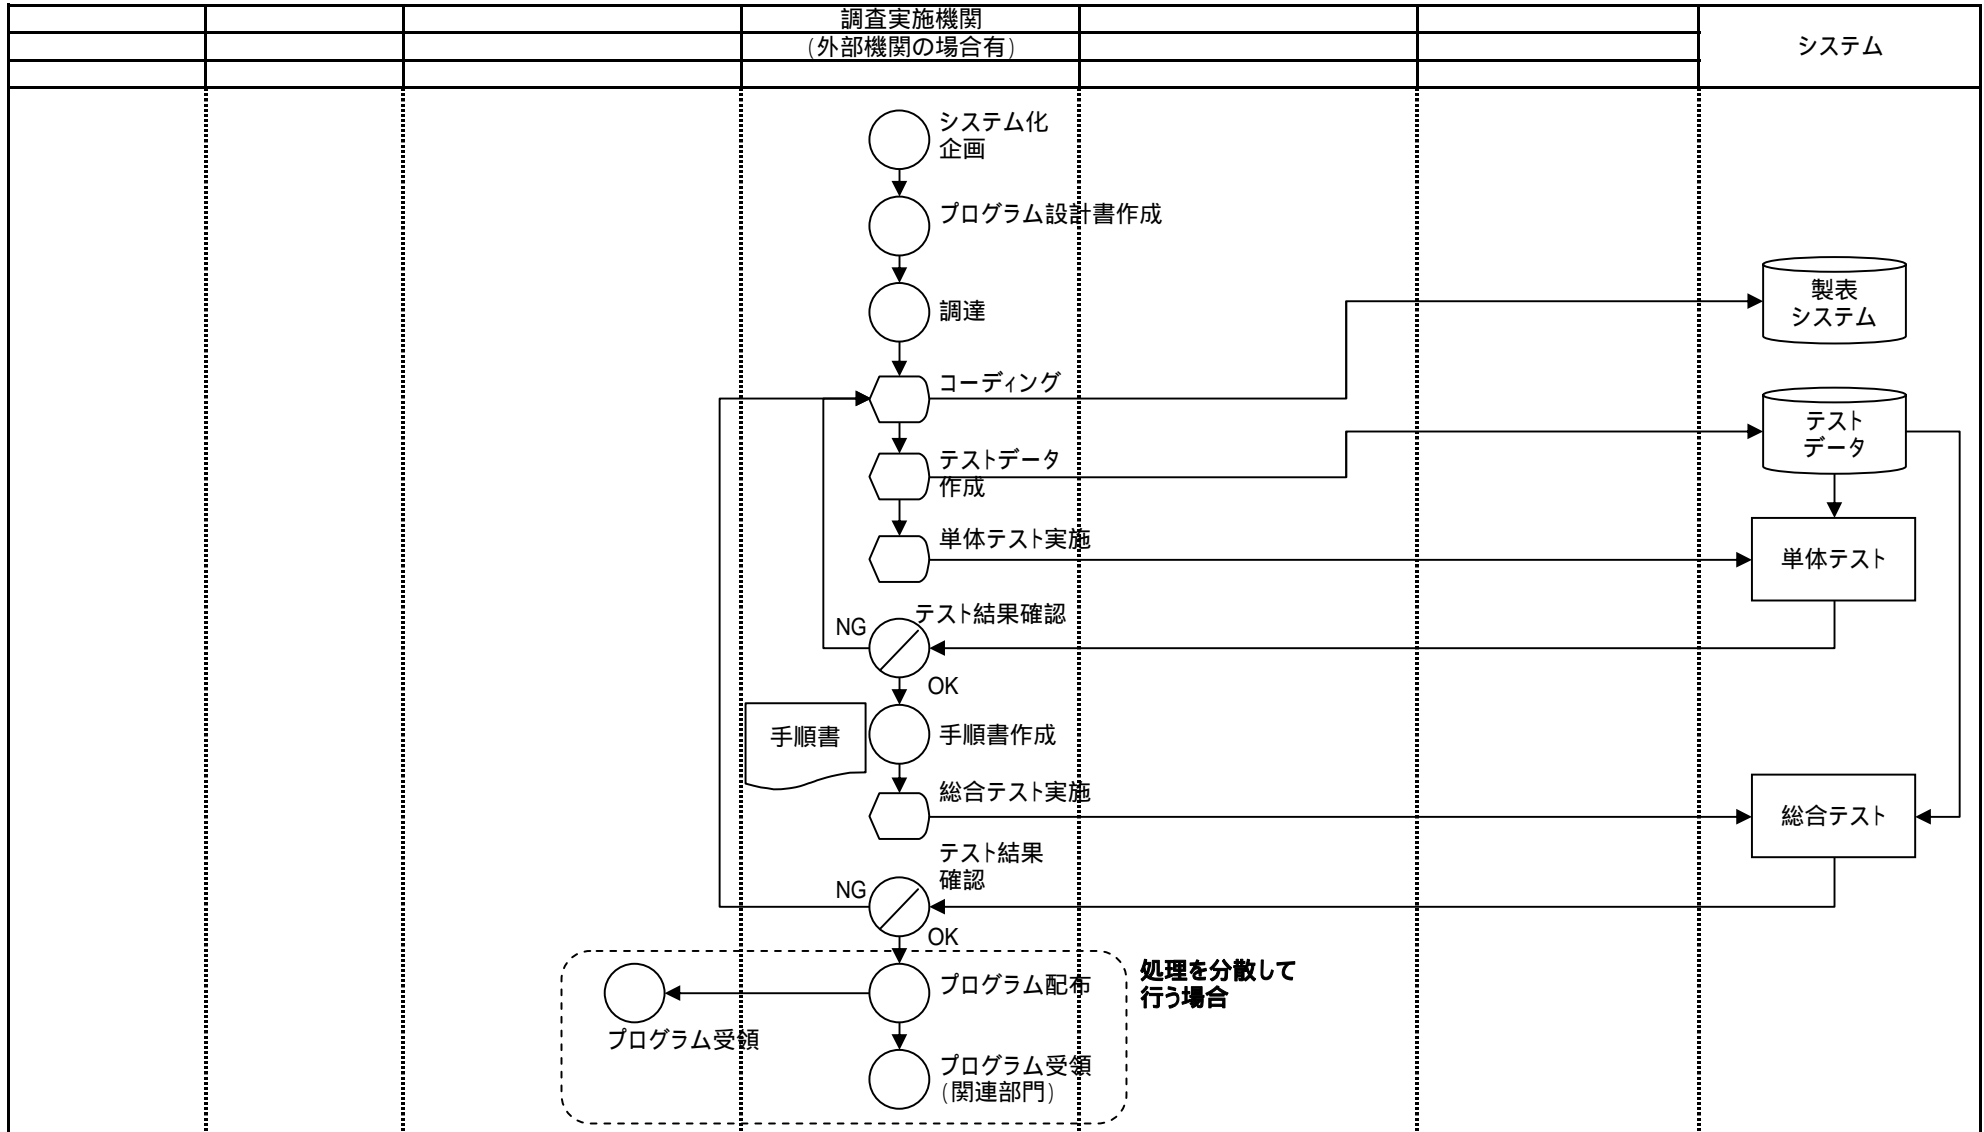 調査実施機関
(外部機関の場合有)
システム
システム化
企画
プログラム設計書作成
調達
製表
システム
コーディング
テスト
データ
テストデータ
作成
単体テスト実施
単体テスト
テスト結果確認
NG
OK
手順書
手順書作成
総合テスト実施
総合テスト
テスト結果
確認
NG
OK
処理を分散して
行う場合
プログラム配布
プログラム受領
プログラム受領
(関連部門)